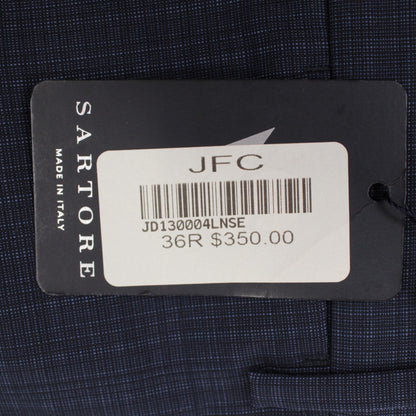 SARTORE
MADE IN ITALY
JFC
JD130004LNSE
36R $350.00